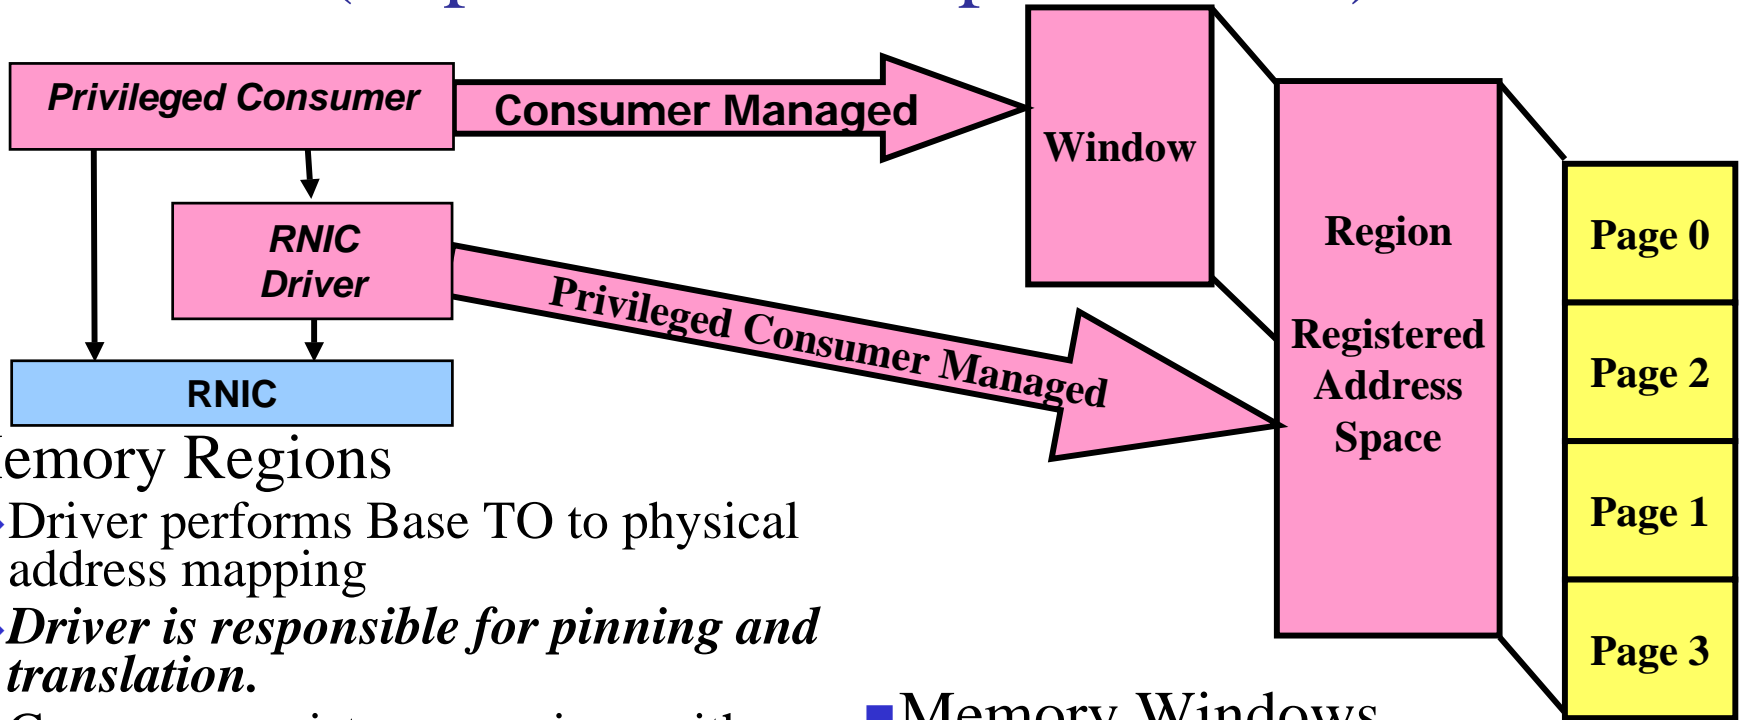 Privileged Consumer
Consumer Managed
RNIC
Driver
Privileged Consumer Managed
RNIC
Window
Region
Registered
Address
Space
Page 0
Page 2
Page 1
Page 3
emory Regions
Driver performs Base TO to physical
address mapping
Driver is responsible for pinning and
translation.
Memory Windows